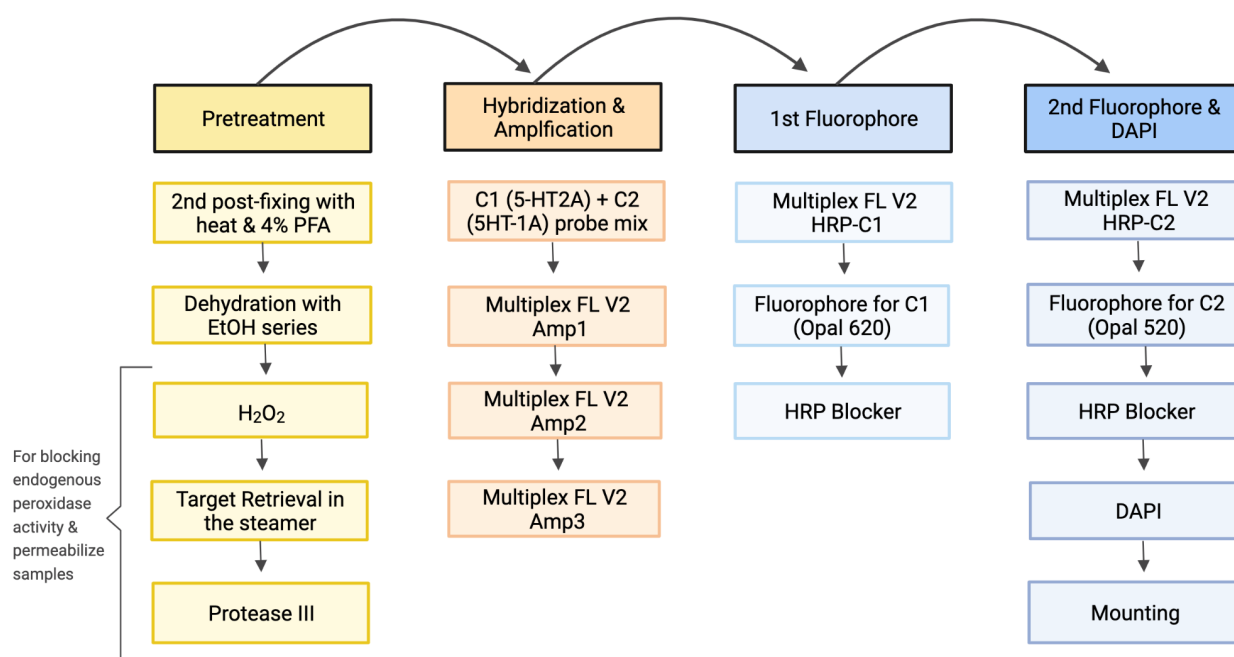 Pretreatment
2nd post-fixing with
heat & 4% PFA
Dehydration with
EtOH series
H₂O₂
Target Retrieval in
the steamer
Protease III
For blocking
endogenous
peroxidase
activity &
permeabilize
samples
Hybridization &
Amplfication
C1 (5-HT2A) + C2
(5HT-1A) probe mix
Multiplex FL V2
Amp1
Multiplex FL V2
Amp2
Multiplex FL V2
Amp3
1st Fluorophore
Multiplex FL V2
HRP-C1
Fluorophore for C1
(Opal 620)
HRP Blocker
2nd Fluorophore &
DAPI
Multiplex FL V2
HRP-C2
Fluorophore for C2
(Opal 520)
HRP Blocker
DAPI
Mounting